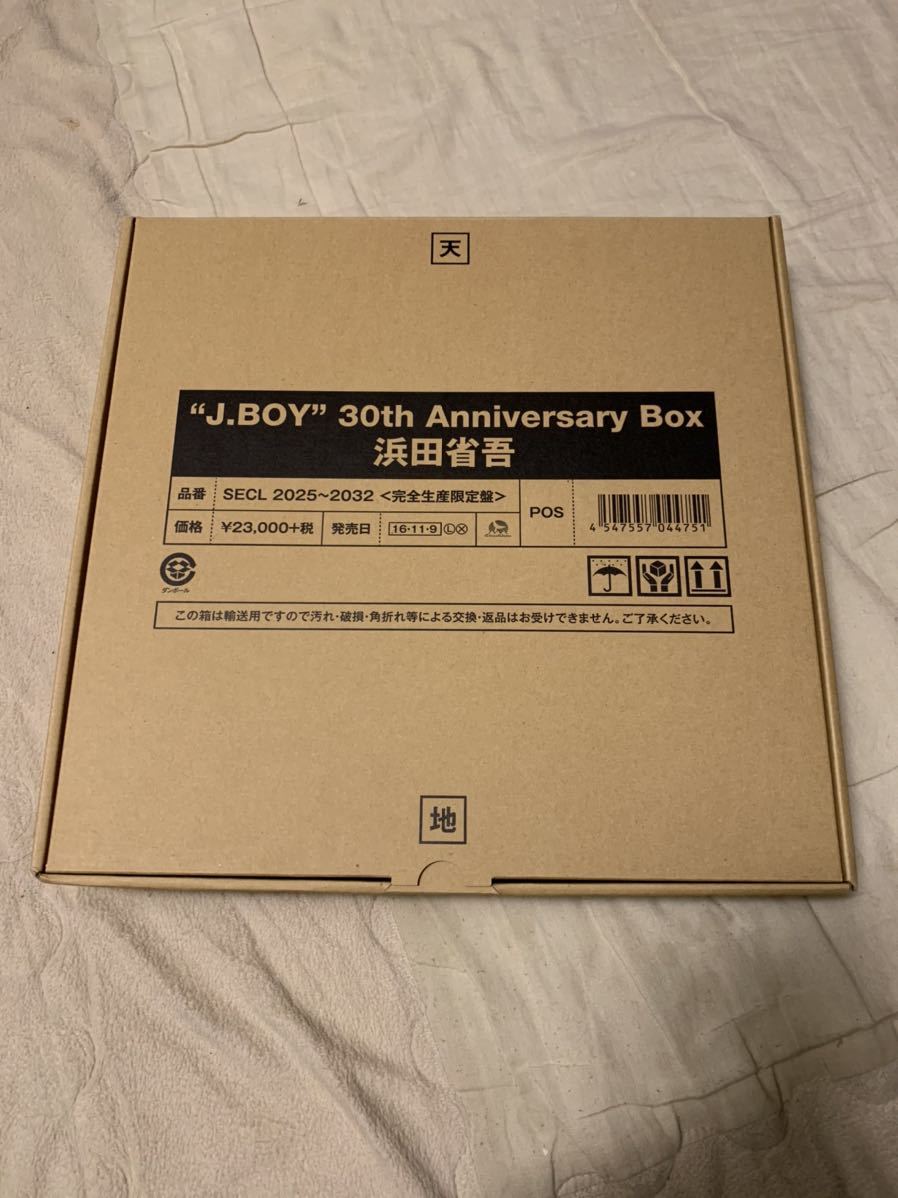 天
“J.BOY” 30th Anniversary Box
浜田省吾
品番 SECL 2025~2032 <完全生産限定盤>
価格 ¥23,000+税 発売日 16・11・9 Ⓛ Ⓧ
POS
4 547557 044751
ダンボール
この箱は輸送用ですので汚れ・破損・角折れ等による交換・返品はお受けできません。ご了承ください。
地